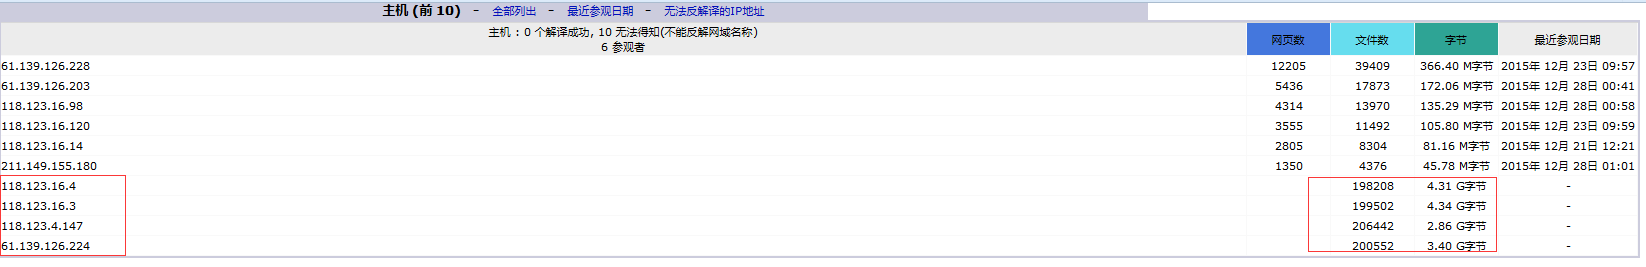 主机 (前 10) - 全部列出 - 最近参观日期 - 无法反解译的IP地址
主机 : 0 个解译成功, 10 无法得知(不能反解网域名称)
6 参观者
网页数 文件数 字节 最近参观日期
61.139.126.228 12205 39409 366.40 M字节 2015年 12月 23日 09:57
61.139.126.203 5436 17873 172.06 M字节 2015年 12月 28日 00:41
118.123.16.98 4314 13970 135.29 M字节 2015年 12月 28日 00:58
118.123.16.120 3555 11492 105.80 M字节 2015年 12月 23日 09:59
118.123.16.14 2805 8304 81.16 M字节 2015年 12月 21日 12:21
211.149.155.180 1350 4376 45.78 M字节 2015年 12月 28日 01:01
118.123.16.4 198208 4.31 G字节 -
118.123.16.3 199502 4.34 G字节 -
118.123.4.147 206442 2.86 G字节 -
61.139.126.224 200552 3.40 G字节 -